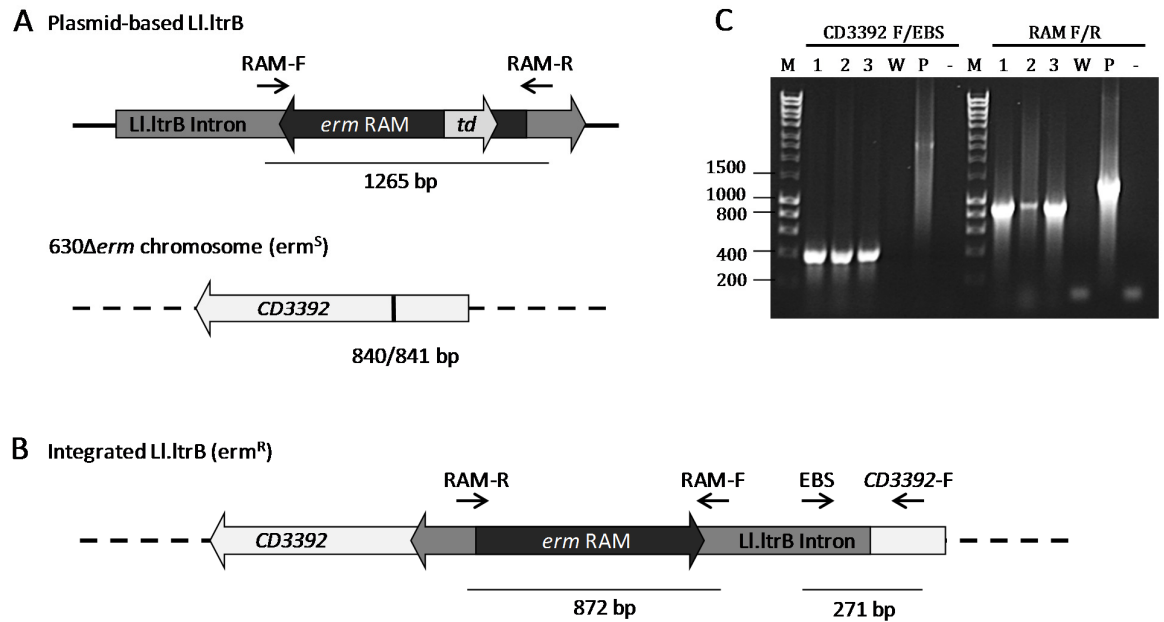 A Plasmid-based Ll.ltrB
RAM-F RAM-R
Ll.ltrB Intron erm RAM td
1265 bp
630Δerm chromosome (ermˢ)
CD3392
840/841 bp
B Integrated Ll.ltrB (ermᴿ)
RAM-R RAM-F EBS CD3392-F
CD3392 erm RAM Ll.ltrB Intron
872 bp 271 bp
C
CD3392 F/EBS RAM F/R
M 1 2 3 W P - M 1 2 3 W P -
1500
1000
800
400
200